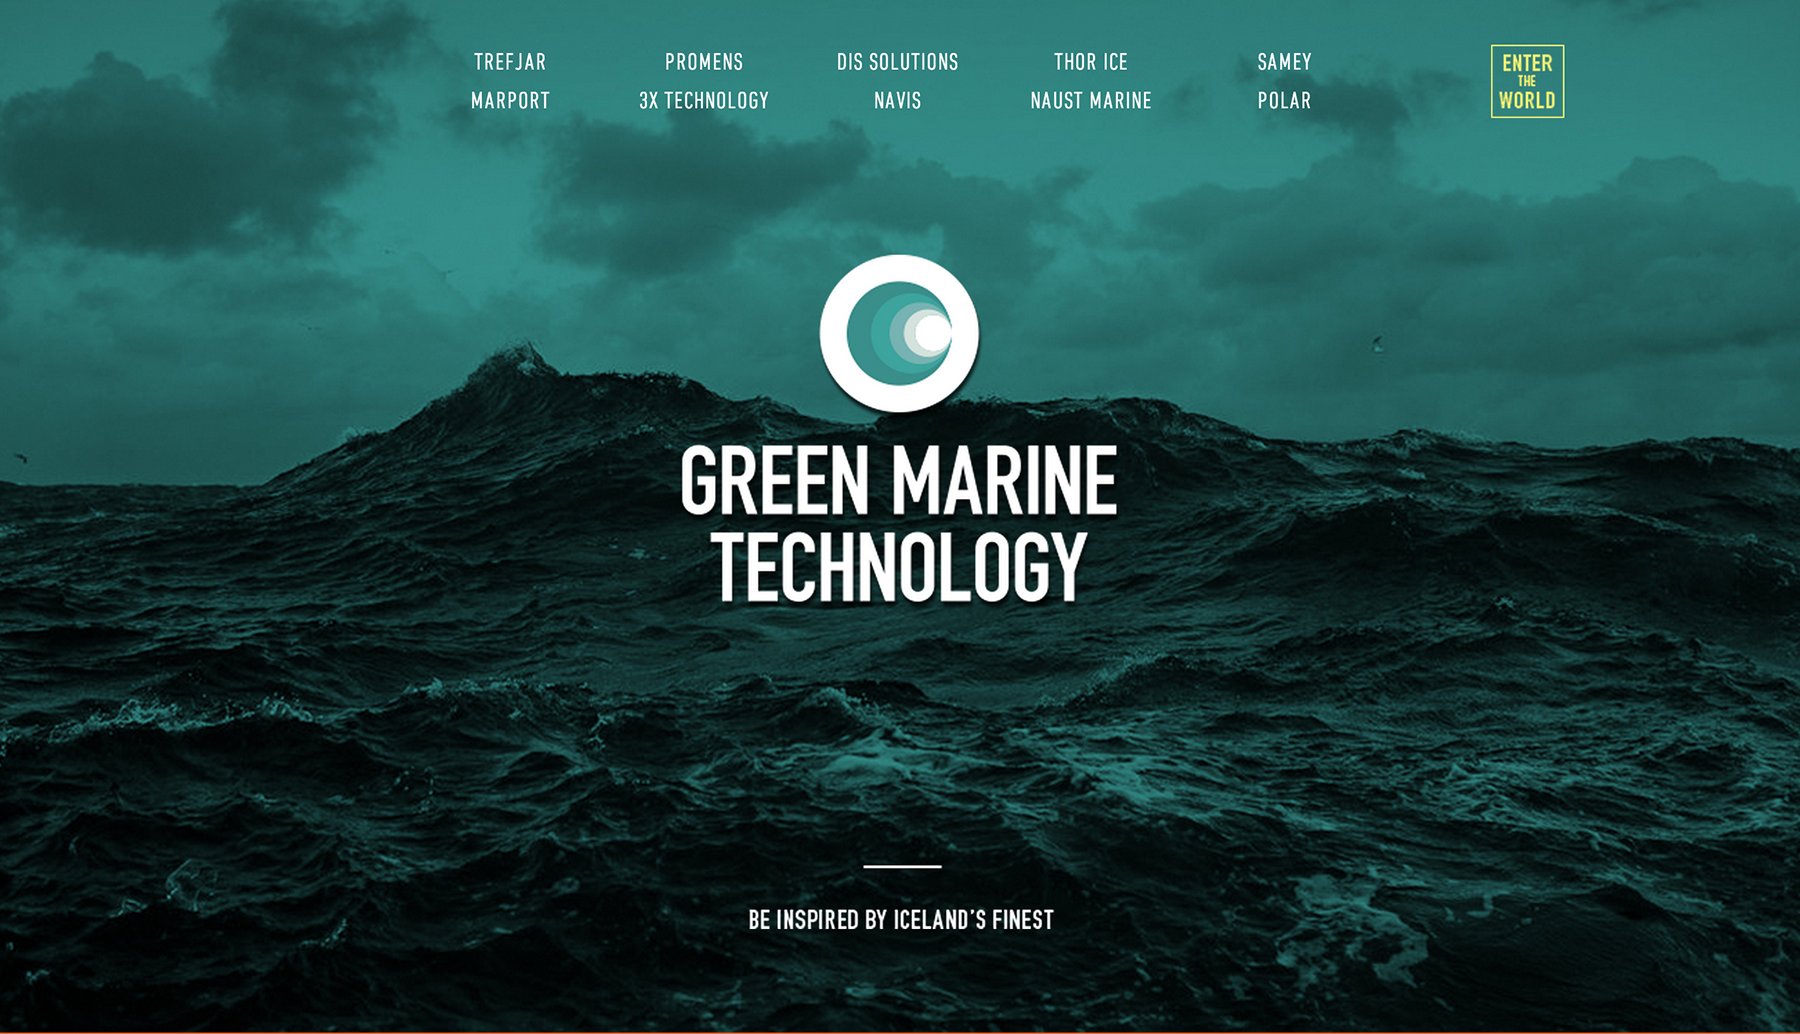 TREFJAR
MARPORT
PROMENS
3X TECHNOLOGY
DIS SOLUTIONS
NAVIS
THOR ICE
NAUST MARINE
SAMEY
POLAR
ENTER
THE
WORLD
GREEN MARINE
TECHNOLOGY
BE INSPIRED BY ICELAND'S FINEST